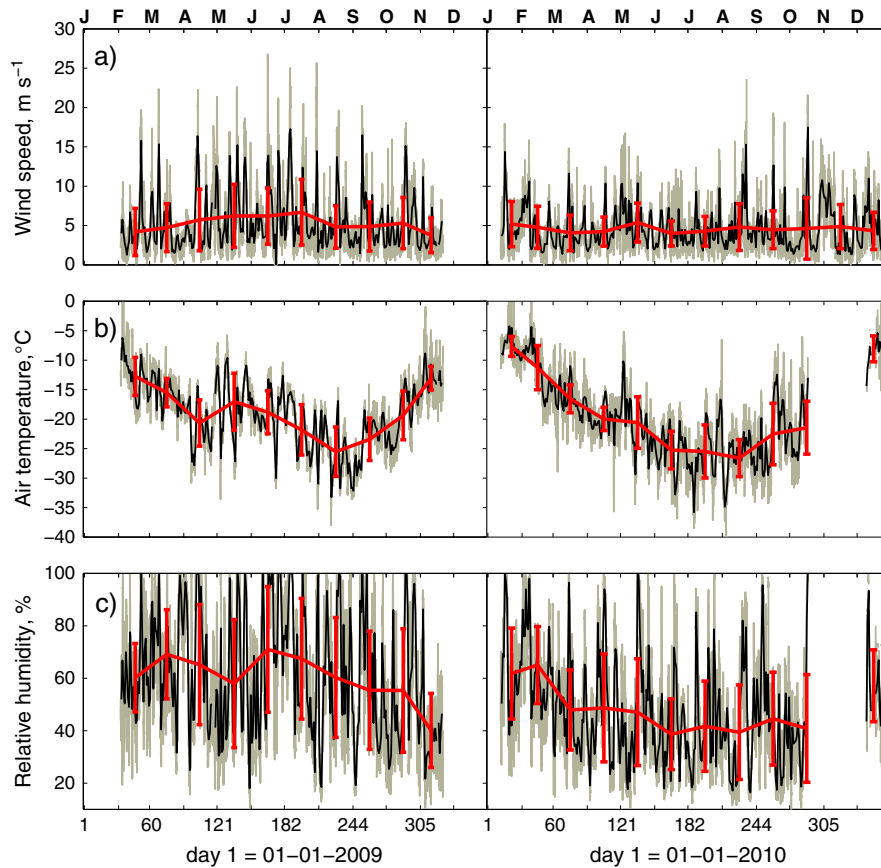 J F M A M J J A S O N D J F M A M J J A S O N D
a)
Wind speed, m s⁻¹
30
25
20
15
10
5
0
b)
Air temperature,°C
0
−5
−10
−15
−20
−25
−30
−35
−40
c)
Relative humidity, %
100
80
60
40
20
1 60 121 182 244 305 1 60 121 182 244 305
day 1 = 01−01−2009 day 1 = 01−01−2010